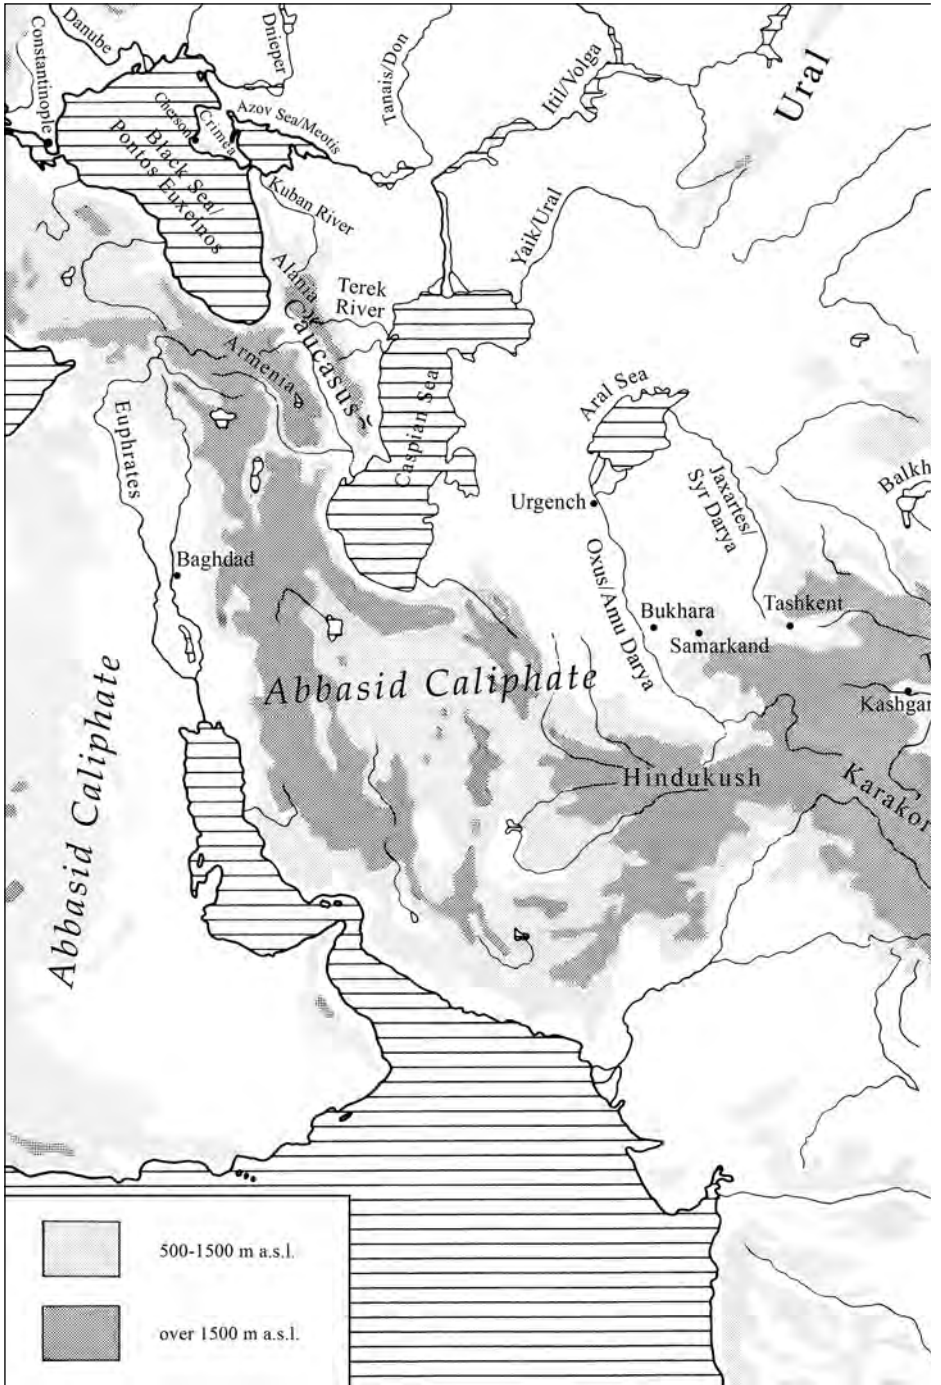 Danube
Dnieper
Constantinople
Tanais/Don
Itil/Volga
Ural
Cherson
Crimea
Azov Sea/Meotis
Black Sea/
Pontos Euxeinos
Kuban River
Yaik/Ural
Alania
Terek
River
Caucasus
Armenia
Caspian Sea
Aral Sea
Euphrates
Jaxartes/
Syr Darya
Balkh
Urgench
Baghdad
Oxus/Amu Darya
Bukhara
Tashkent
Samarkand
T
Kashgar
Abbasid Caliphate
Abbasid Caliphate
Hindukush
Karakor
500-1500 m a.s.l.
over 1500 m a.s.l.